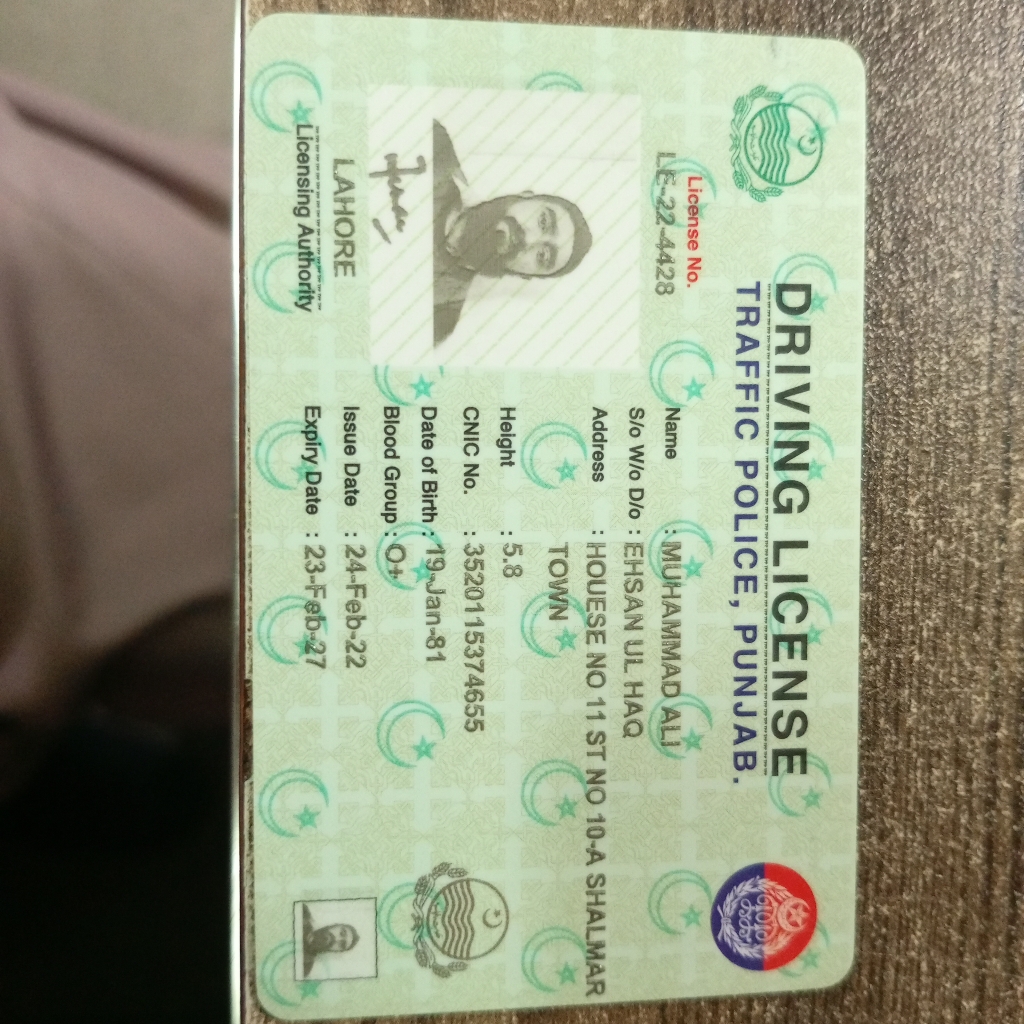 DRIVING LICENSE
TRAFFIC POLICE, PUNJAB.
License No.
LE-22-4428
Name : MUHAMMAD ALI
S/o W/o D/o : EHSAN UL HAQ
Address : HOUESE NO 11 ST NO 10-A SHALMAR
TOWN
Height : 5.8
CNIC No. : 3520115374655
Date of Birth : 19-Jan-81
Blood Group : O+
Issue Date : 24-Feb-22
Expiry Date : 23-Feb-27
LAHORE
Licensing Authority